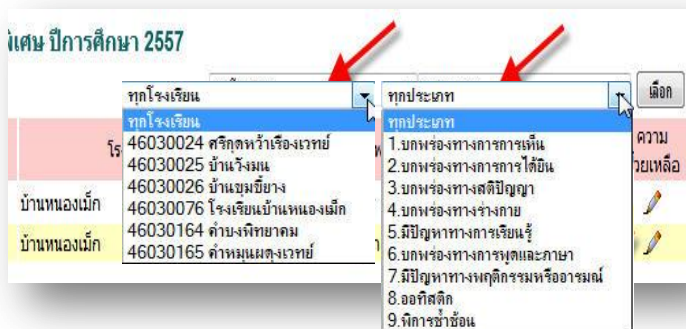 พิเศษ ปีการศึกษา 2557
ทุกโรงเรียน
ทุกโรงเรียน
46030024 ศรีกุดหว้าเรืองเวทย์
46030025 บ้านวังมน
46030026 บ้านขุมขี้ยาง
46030076 โรงเรียนบ้านหนองเม็ก
46030164 คำบงพิทยาคม
46030165 คำหมุนผดุงเวทย์
ทุกประเภท
ทุกประเภท
1.บกพร่องทางการการเห็น
2.บกพร่องทางการการได้ยิน
3.บกพร่องทางสติปัญญา
4.บกพร่องทางร่างกาย
5.มีปัญหาทางการเรียนรู้
6.บกพร่องทางการพูดและภาษา
7.มีปัญหาทางพฤติกรรมหรืออารมณ์
8.ออทิสติก
9.พิการซ้ำซ้อน
เลือก
โร
ความ
วยเหลือ
บ้านหนองเม็ก
บ้านหนองเม็ก